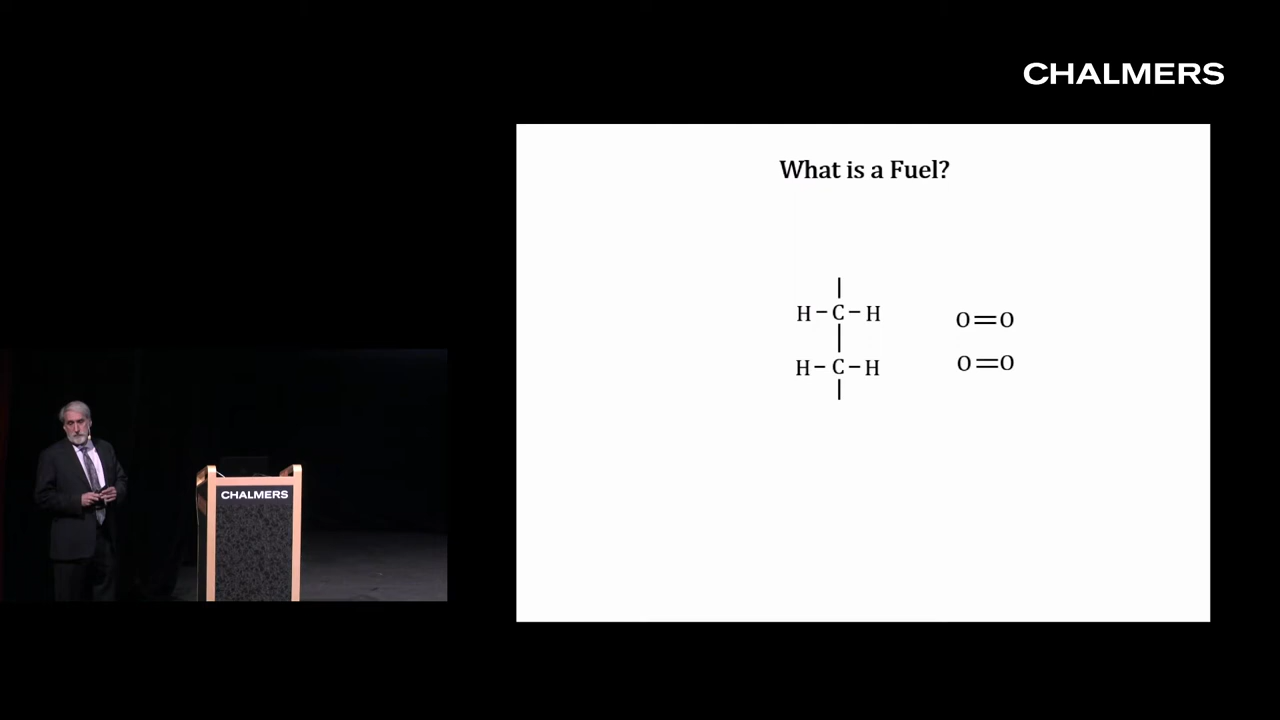 CHALMERS
What is a Fuel?
H – C – H
O = O
H – C – H
O = O
CHALMERS